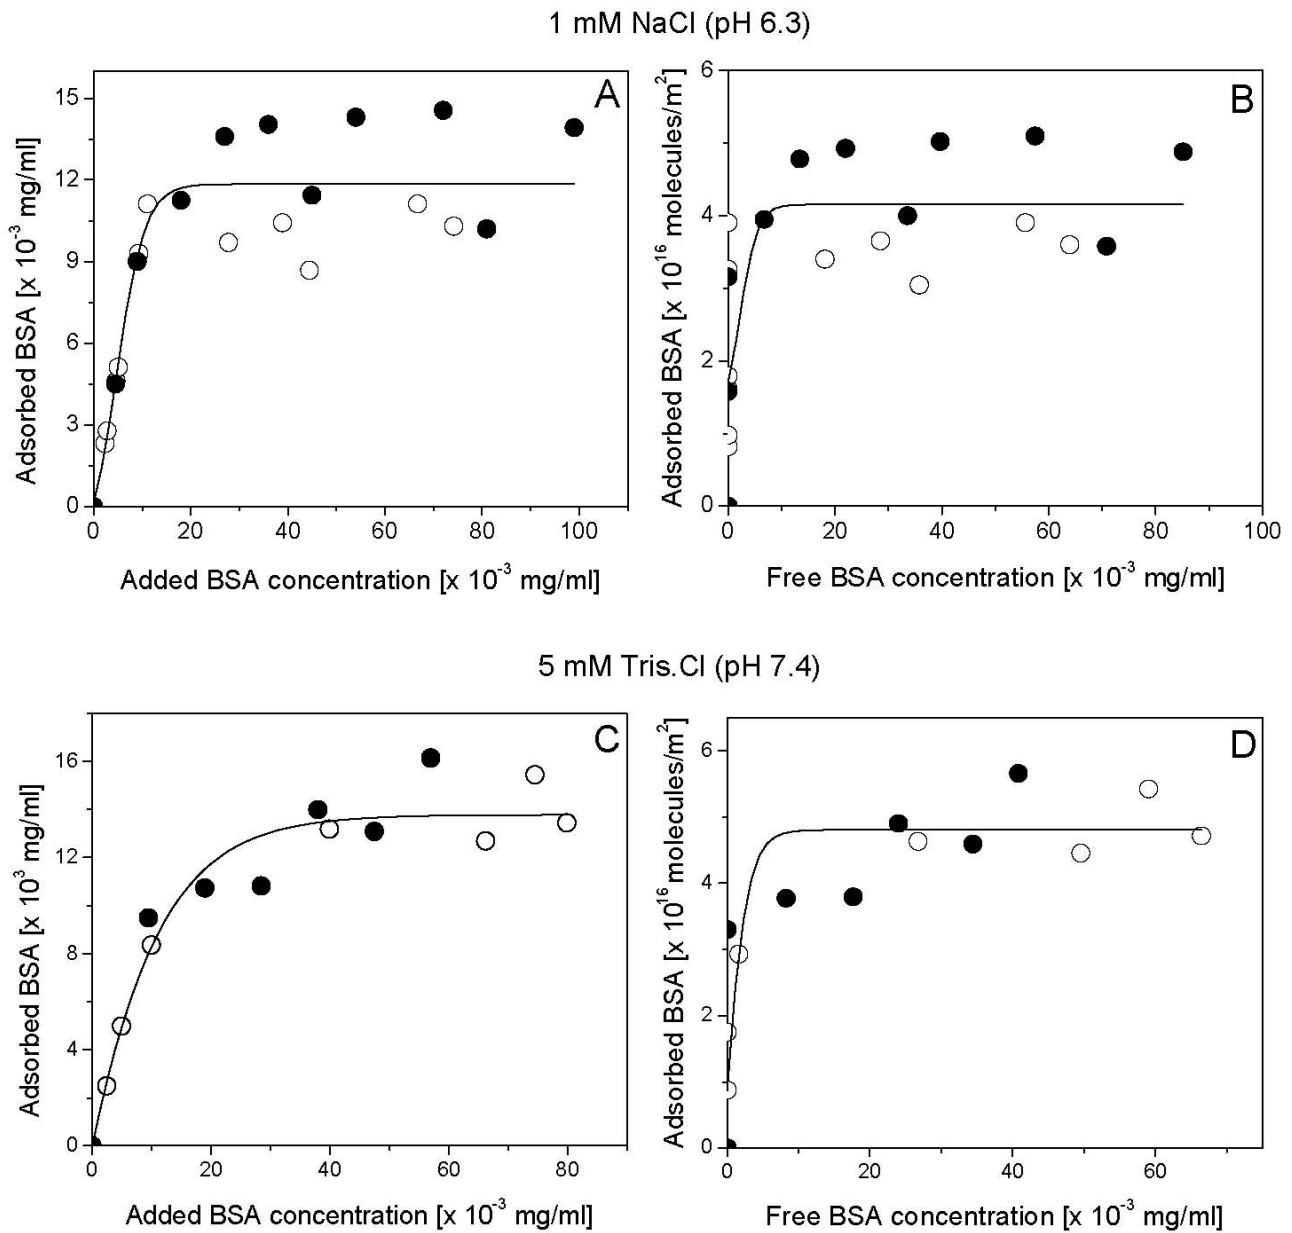 1 mM NaCl (pH 6.3)
A
Adsorbed BSA [x 10⁻³ mg/ml]
15
12
9
6
3
0
0 20 40 60 80 100
Added BSA concentration [x 10⁻³ mg/ml]
B
Adsorbed BSA [x 10¹⁶ molecules/m²]
6
4
2
0
0 20 40 60 80 100
Free BSA concentration [x 10⁻³ mg/ml]
5 mM Tris.Cl (pH 7.4)
C
Adsorbed BSA [x 10³ mg/ml]
16
12
8
4
0
0 20 40 60 80
Added BSA concentration [x 10⁻³ mg/ml]
D
Adsorbed BSA [x 10¹⁶ molecules/m²]
6
4
2
0
0 20 40 60
Free BSA concentration [x 10⁻³ mg/ml]